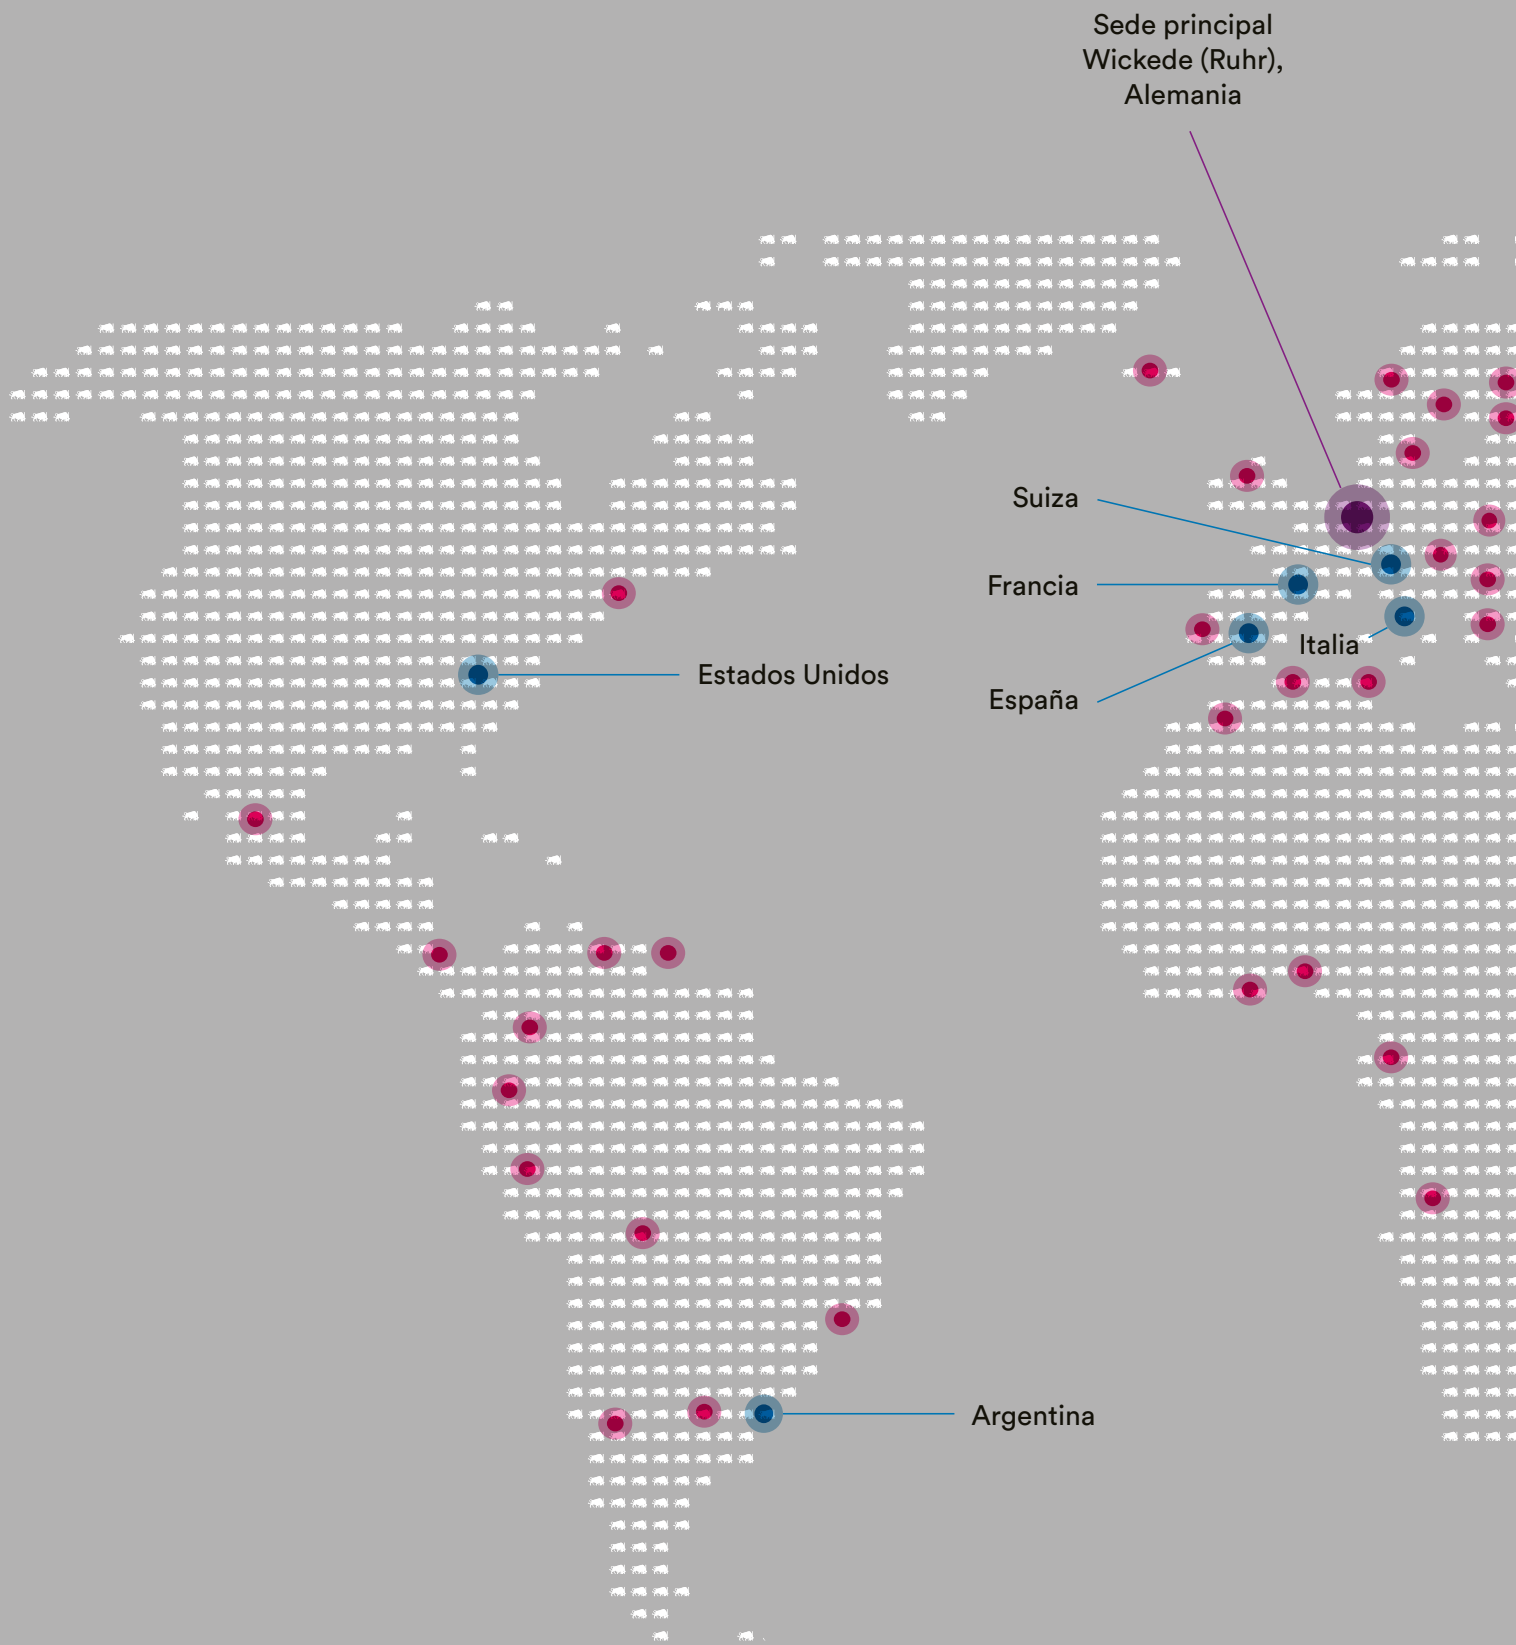 Sede principal
Wickede (Ruhr),
Alemania
Suiza
Francia
Italia
Estados Unidos
España
Argentina